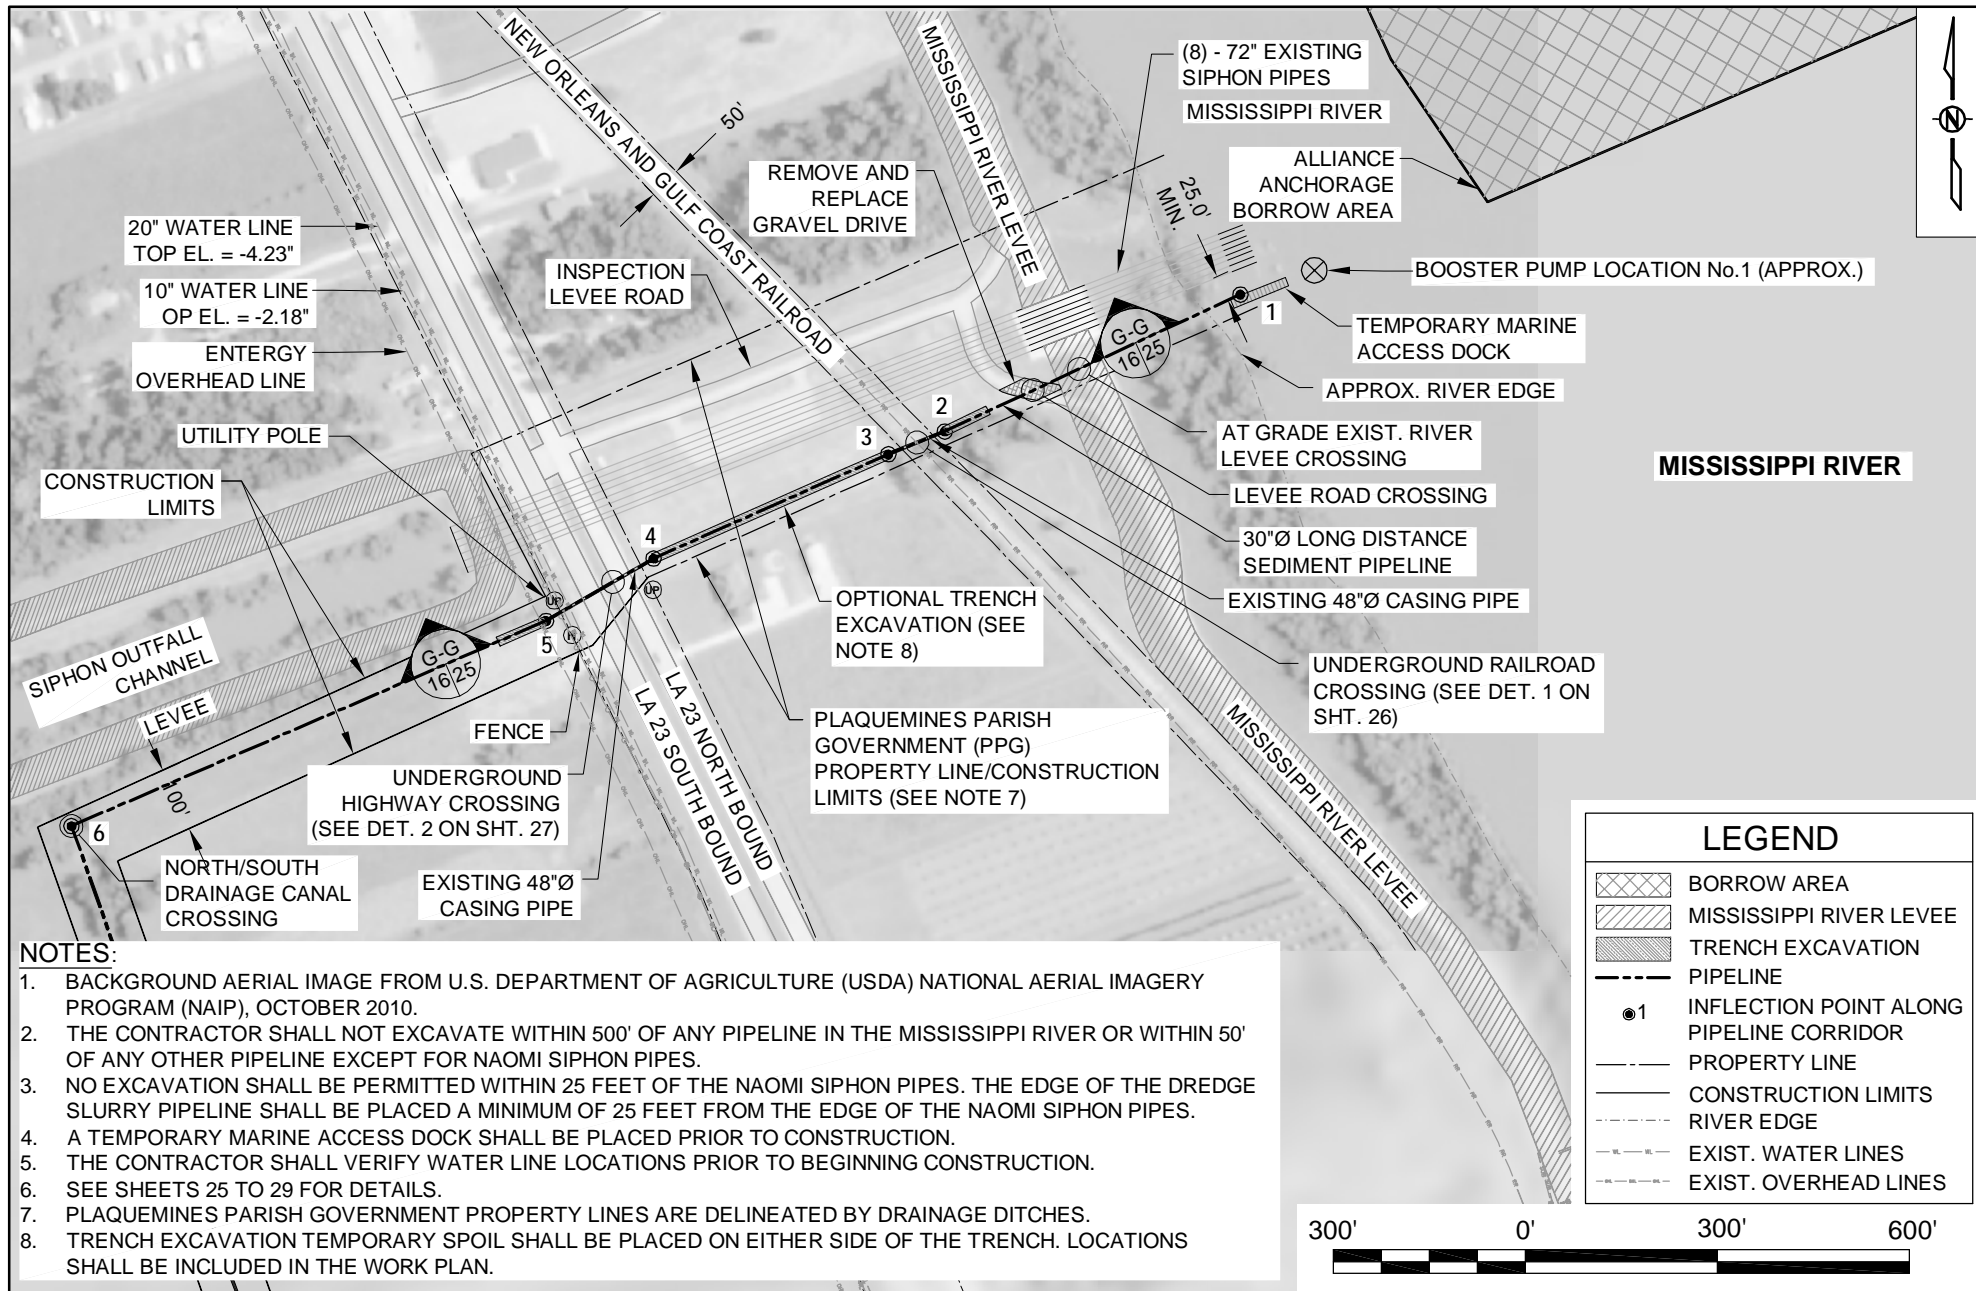 (8) - 72" EXISTING
SIPHON PIPES
MISSISSIPPI RIVER
N
ALLIANCE
ANCHORAGE
BORROW AREA
NEW ORLEANS AND GULF COAST RAILROAD
50'
MISSISSIPPI RIVER LEVEE
REMOVE AND
REPLACE
GRAVEL DRIVE
25.0'
MIN.
20" WATER LINE
TOP EL. = -4.23"
10" WATER LINE
OP EL. = -2.18"
ENTERGY
OVERHEAD LINE
INSPECTION
LEVEE ROAD
BOOSTER PUMP LOCATION No.1 (APPROX.)
1
TEMPORARY MARINE
ACCESS DOCK
G-G
16 25
APPROX. RIVER EDGE
UTILITY POLE
2
3
AT GRADE EXIST. RIVER
LEVEE CROSSING
MISSISSIPPI RIVER
CONSTRUCTION
LIMITS
LEVEE ROAD CROSSING
4
30"Ø LONG DISTANCE
SEDIMENT PIPELINE
EXISTING 48"Ø CASING PIPE
UP
UP
OPTIONAL TRENCH
EXCAVATION (SEE
NOTE 8)
5
G-G
16 25
SIPHON OUTFALL
CHANNEL
LEVEE
UNDERGROUND RAILROAD
CROSSING (SEE DET. 1 ON
SHT. 26)
FENCE
LA 23 SOUTH BOUND
LA 23 NORTH BOUND
PLAQUEMINES PARISH
GOVERNMENT (PPG)
PROPERTY LINE/CONSTRUCTION
LIMITS (SEE NOTE 7)
MISSISSIPPI RIVER LEVEE
UNDERGROUND
HIGHWAY CROSSING
(SEE DET. 2 ON SHT. 27)
100'
6
NORTH/SOUTH
DRAINAGE CANAL
CROSSING
EXISTING 48"Ø
CASING PIPE
NOTES:
1. BACKGROUND AERIAL IMAGE FROM U.S. DEPARTMENT OF AGRICULTURE (USDA) NATIONAL AERIAL IMAGERY
PROGRAM (NAIP), OCTOBER 2010.
2. THE CONTRACTOR SHALL NOT EXCAVATE WITHIN 500' OF ANY PIPELINE IN THE MISSISSIPPI RIVER OR WITHIN 50'
OF ANY OTHER PIPELINE EXCEPT FOR NAOMI SIPHON PIPES.
3. NO EXCAVATION SHALL BE PERMITTED WITHIN 25 FEET OF THE NAOMI SIPHON PIPES. THE EDGE OF THE DREDGE
SLURRY PIPELINE SHALL BE PLACED A MINIMUM OF 25 FEET FROM THE EDGE OF THE NAOMI SIPHON PIPES.
4. A TEMPORARY MARINE ACCESS DOCK SHALL BE PLACED PRIOR TO CONSTRUCTION.
5. THE CONTRACTOR SHALL VERIFY WATER LINE LOCATIONS PRIOR TO BEGINNING CONSTRUCTION.
6. SEE SHEETS 25 TO 29 FOR DETAILS.
7. PLAQUEMINES PARISH GOVERNMENT PROPERTY LINES ARE DELINEATED BY DRAINAGE DITCHES.
8. TRENCH EXCAVATION TEMPORARY SPOIL SHALL BE PLACED ON EITHER SIDE OF THE TRENCH. LOCATIONS
SHALL BE INCLUDED IN THE WORK PLAN.
LEGEND
BORROW AREA
MISSISSIPPI RIVER LEVEE
TRENCH EXCAVATION
PIPELINE
1 INFLECTION POINT ALONG
PIPELINE CORRIDOR
PROPERTY LINE
CONSTRUCTION LIMITS
RIVER EDGE
EXIST. WATER LINES
EXIST. OVERHEAD LINES
300' 0' 300' 600'